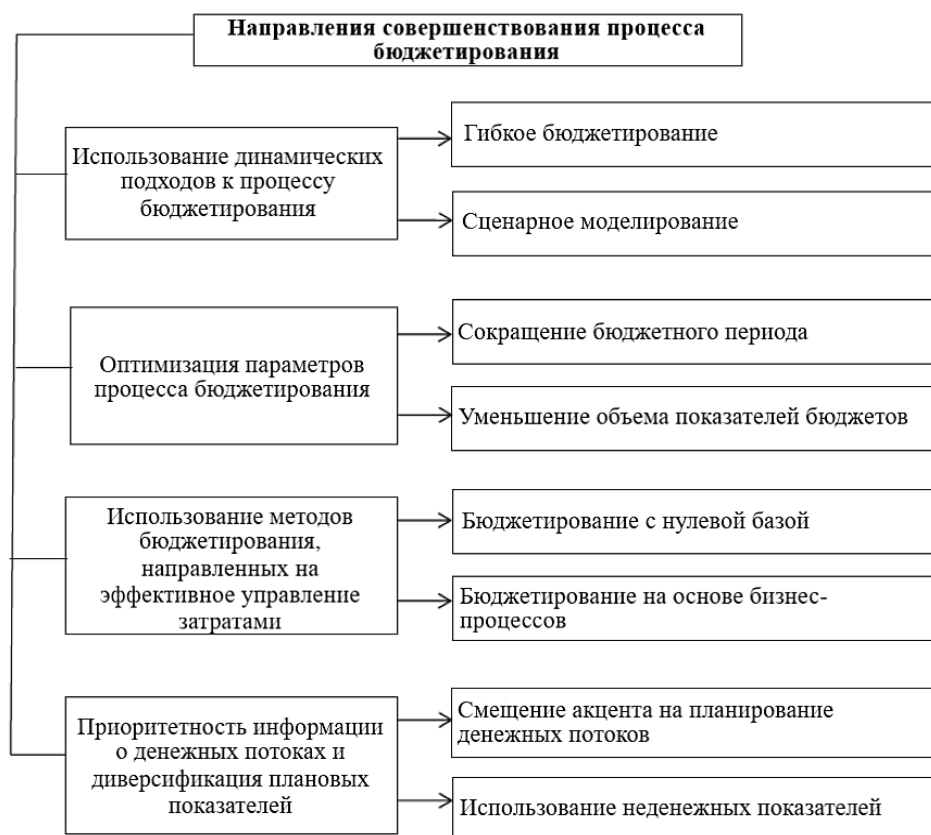 Направления совершенствования процесса
бюджетирования
Использование динамических
подходов к процессу
бюджетирования
Гибкое бюджетирование
Сценарное моделирование
Оптимизация параметров
процесса бюджетирования
Сокращение бюджетного периода
Уменьшение объема показателей бюджетов
Использование методов
бюджетирования,
направленных на
эффективное управление
затратами
Бюджетирование с нулевой базой
Бюджетирование на основе бизнес-
процессов
Приоритетность информации
о денежных потоках и
диверсификация плановых
показателей
Смещение акцента на планирование
денежных потоков
Использование неденежных показателей